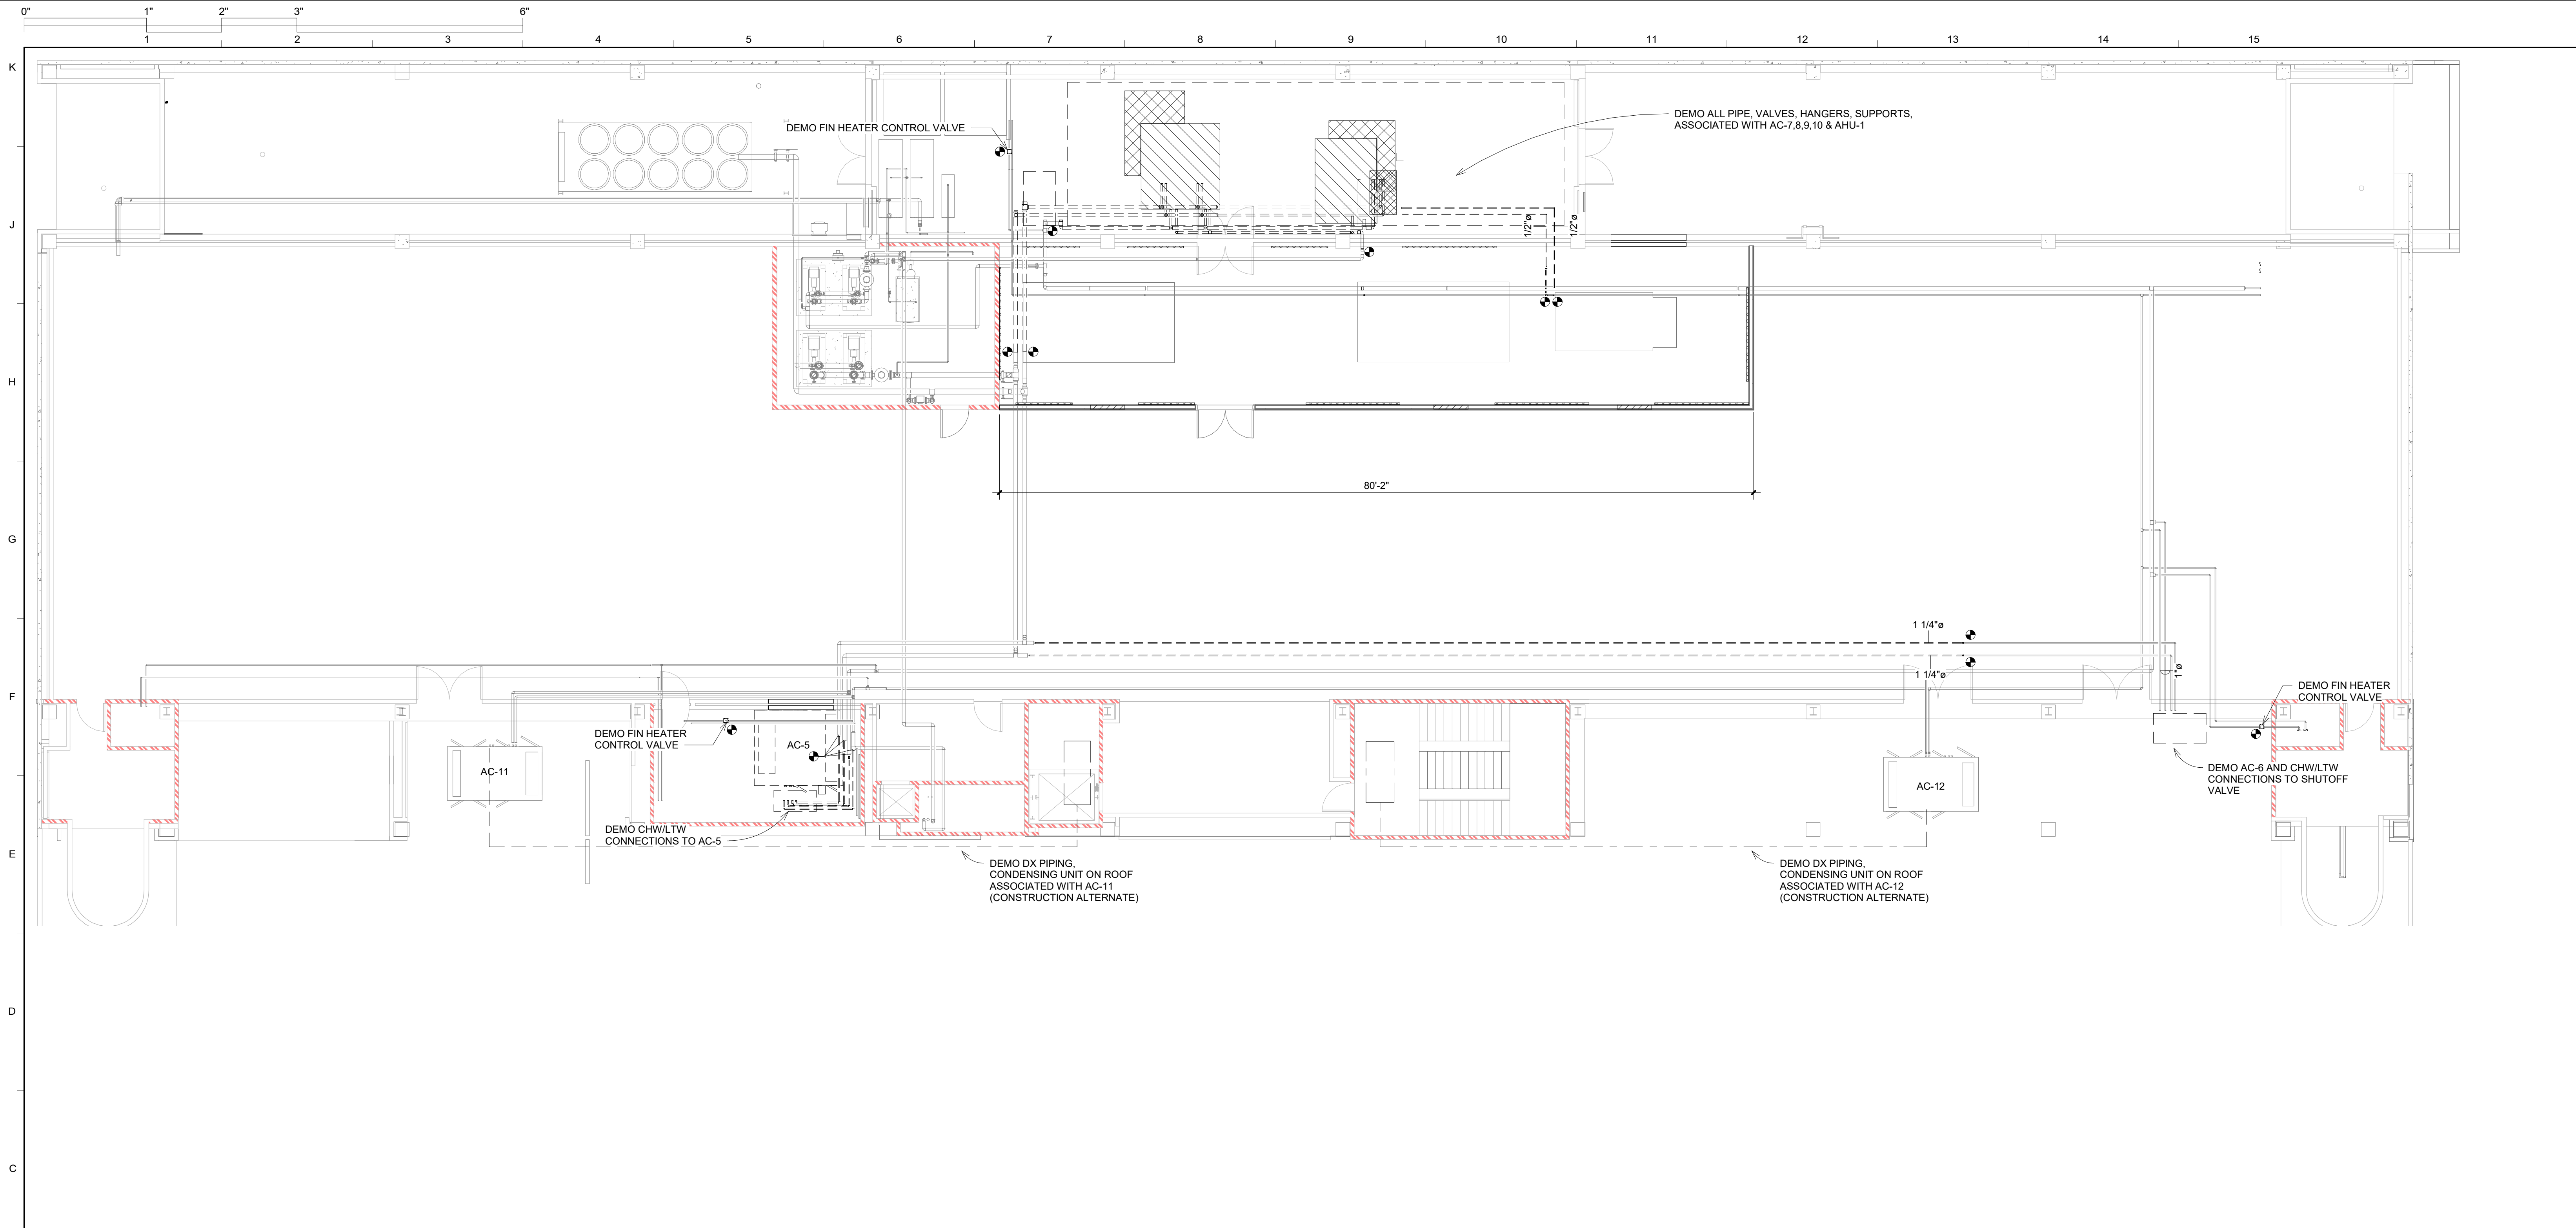 0" 1" 2" 3" 6"
1 2 3 4 5 6 7 8 9 10 11 12 13 14 15
K
DEMO FIN HEATER CONTROL VALVE
DEMO ALL PIPE, VALVES, HANGERS, SUPPORTS,
ASSOCIATED WITH AC-7,8,9,10 & AHU-1
J
1/2"ø
1/2"ø
H
80'-2"
G
1 1/4"ø
1 1/4"ø
1"ø
F
DEMO FIN HEATER
CONTROL VALVE
DEMO FIN HEATER
CONTROL VALVE
AC-5
AC-11
AC-12
DEMO AC-6 AND CHW/LTW
CONNECTIONS TO SHUTOFF
VALVE
DEMO CHW/LTW
CONNECTIONS TO AC-5
E
DEMO DX PIPING,
CONDENSING UNIT ON ROOF
ASSOCIATED WITH AC-11
(CONSTRUCTION ALTERNATE)
DEMO DX PIPING,
CONDENSING UNIT ON ROOF
ASSOCIATED WITH AC-12
(CONSTRUCTION ALTERNATE)
D
C